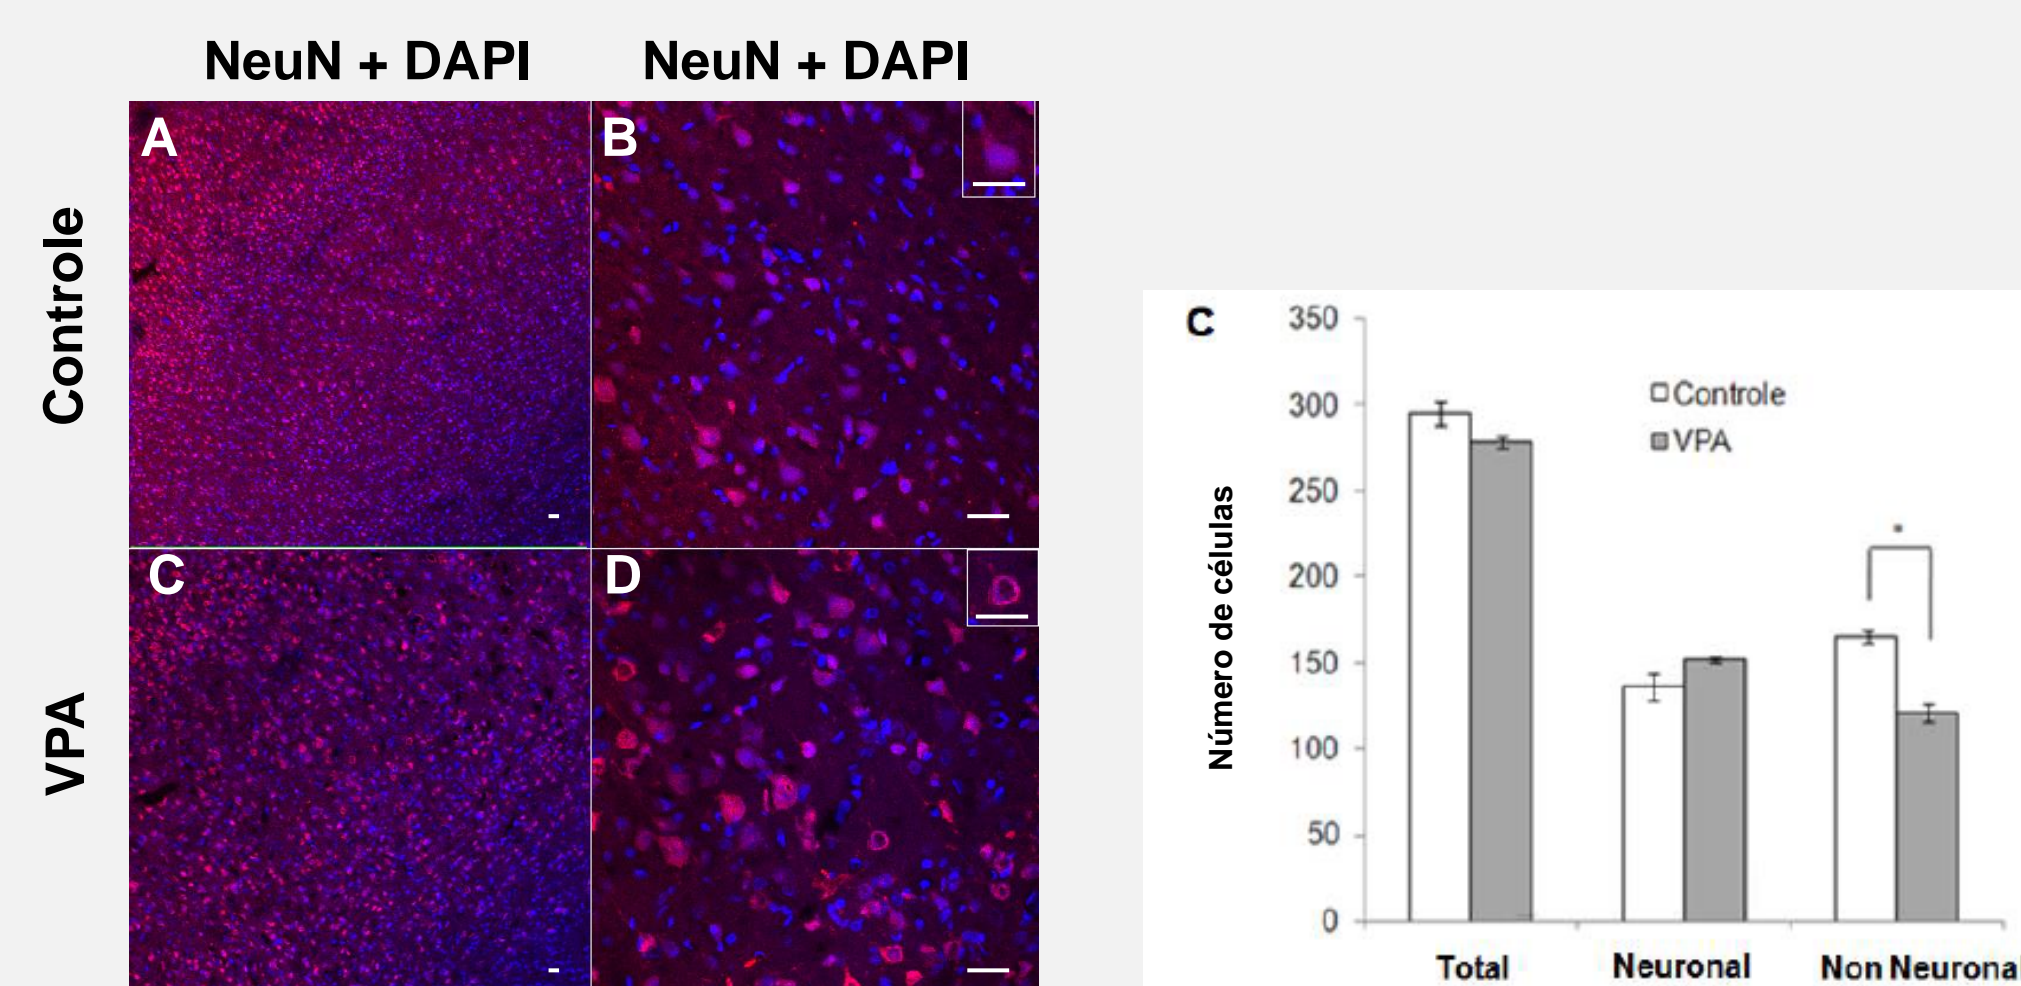 NeuN + DAPI
NeuN + DAPI
Controle
A
B
VPA
C
D
C
350
300
250
200
150
100
50
0
Número de células
Controle
VPA
*
Total
Neuronal
Non Neuronal